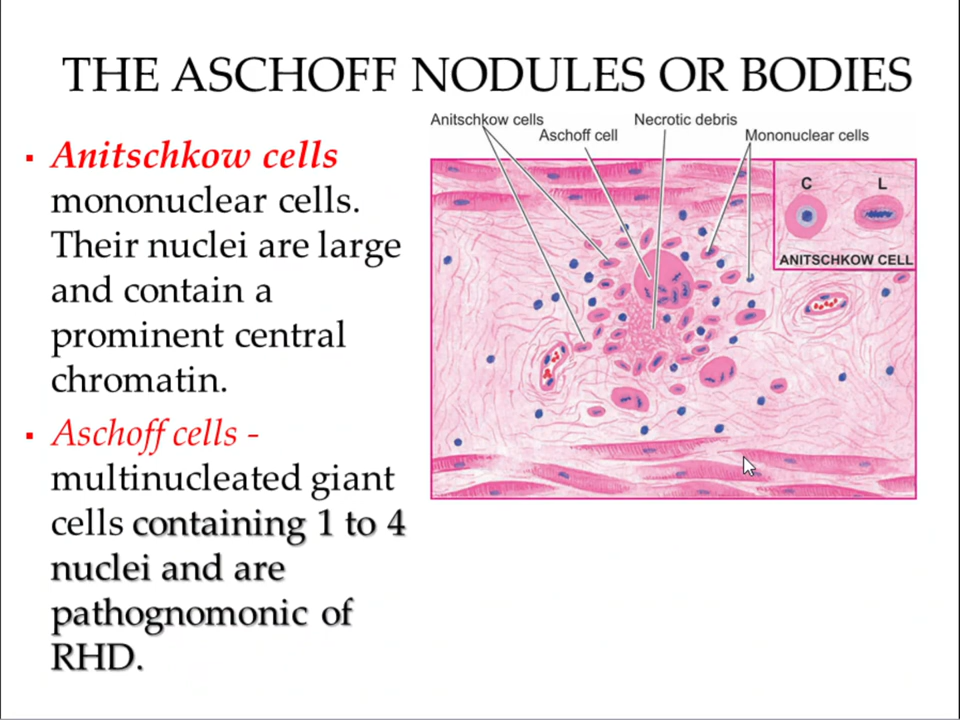 THE ASCHOFF NODULES OR BODIES
▪ Anitschkow cells
mononuclear cells.
Their nuclei are large
and contain a
prominent central
chromatin.
▪ Aschoff cells -
multinucleated giant
cells containing 1 to 4
nuclei and are
pathognomonic of
RHD.
Anitschkow cells
Aschoff cell
Necrotic debris
Mononuclear cells
C L
ANITSCHKOW CELL